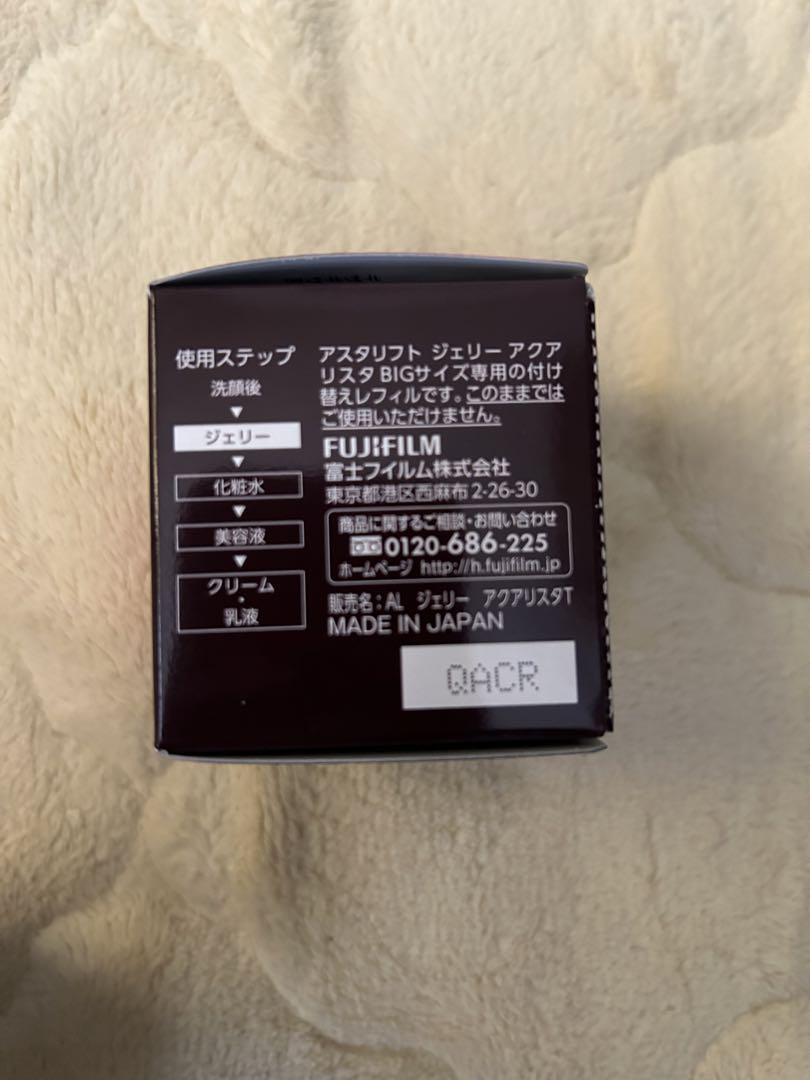 使用ステップ
洗顔後
▼
ジェリー
▼
化粧水
▼
美容液
▼
クリーム
・
乳液
アスタリフト ジェリー アクア
リスタ BIGサイズ専用の付け
替えレフィルです。このままでは
ご使用いただけません。
FUJIFILM
富士フイルム株式会社
東京都港区西麻布2-26-30
商品に関するご相談・お問い合わせ
0120-686-225
ホームページ http://h.fujifilm.jp
販売名：AL ジェリー アクアリスタT
MADE IN JAPAN
QACR